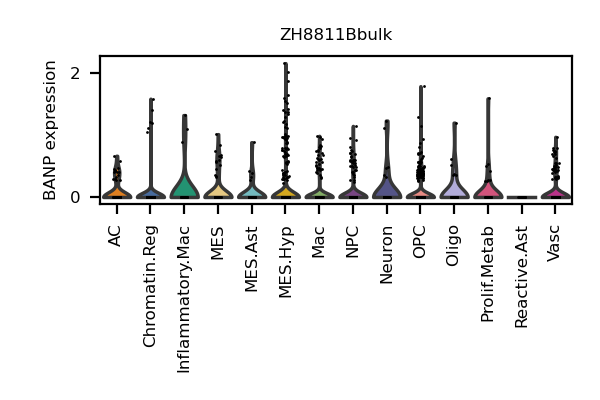 ZH8811Bbulk
BANP expression
2
0
AC
Chromatin.Reg
Inflammatory.Mac
MES
MES.Ast
MES.Hyp
Mac
NPC
Neuron
OPC
Oligo
Prolif.Metab
Reactive.Ast
Vasc